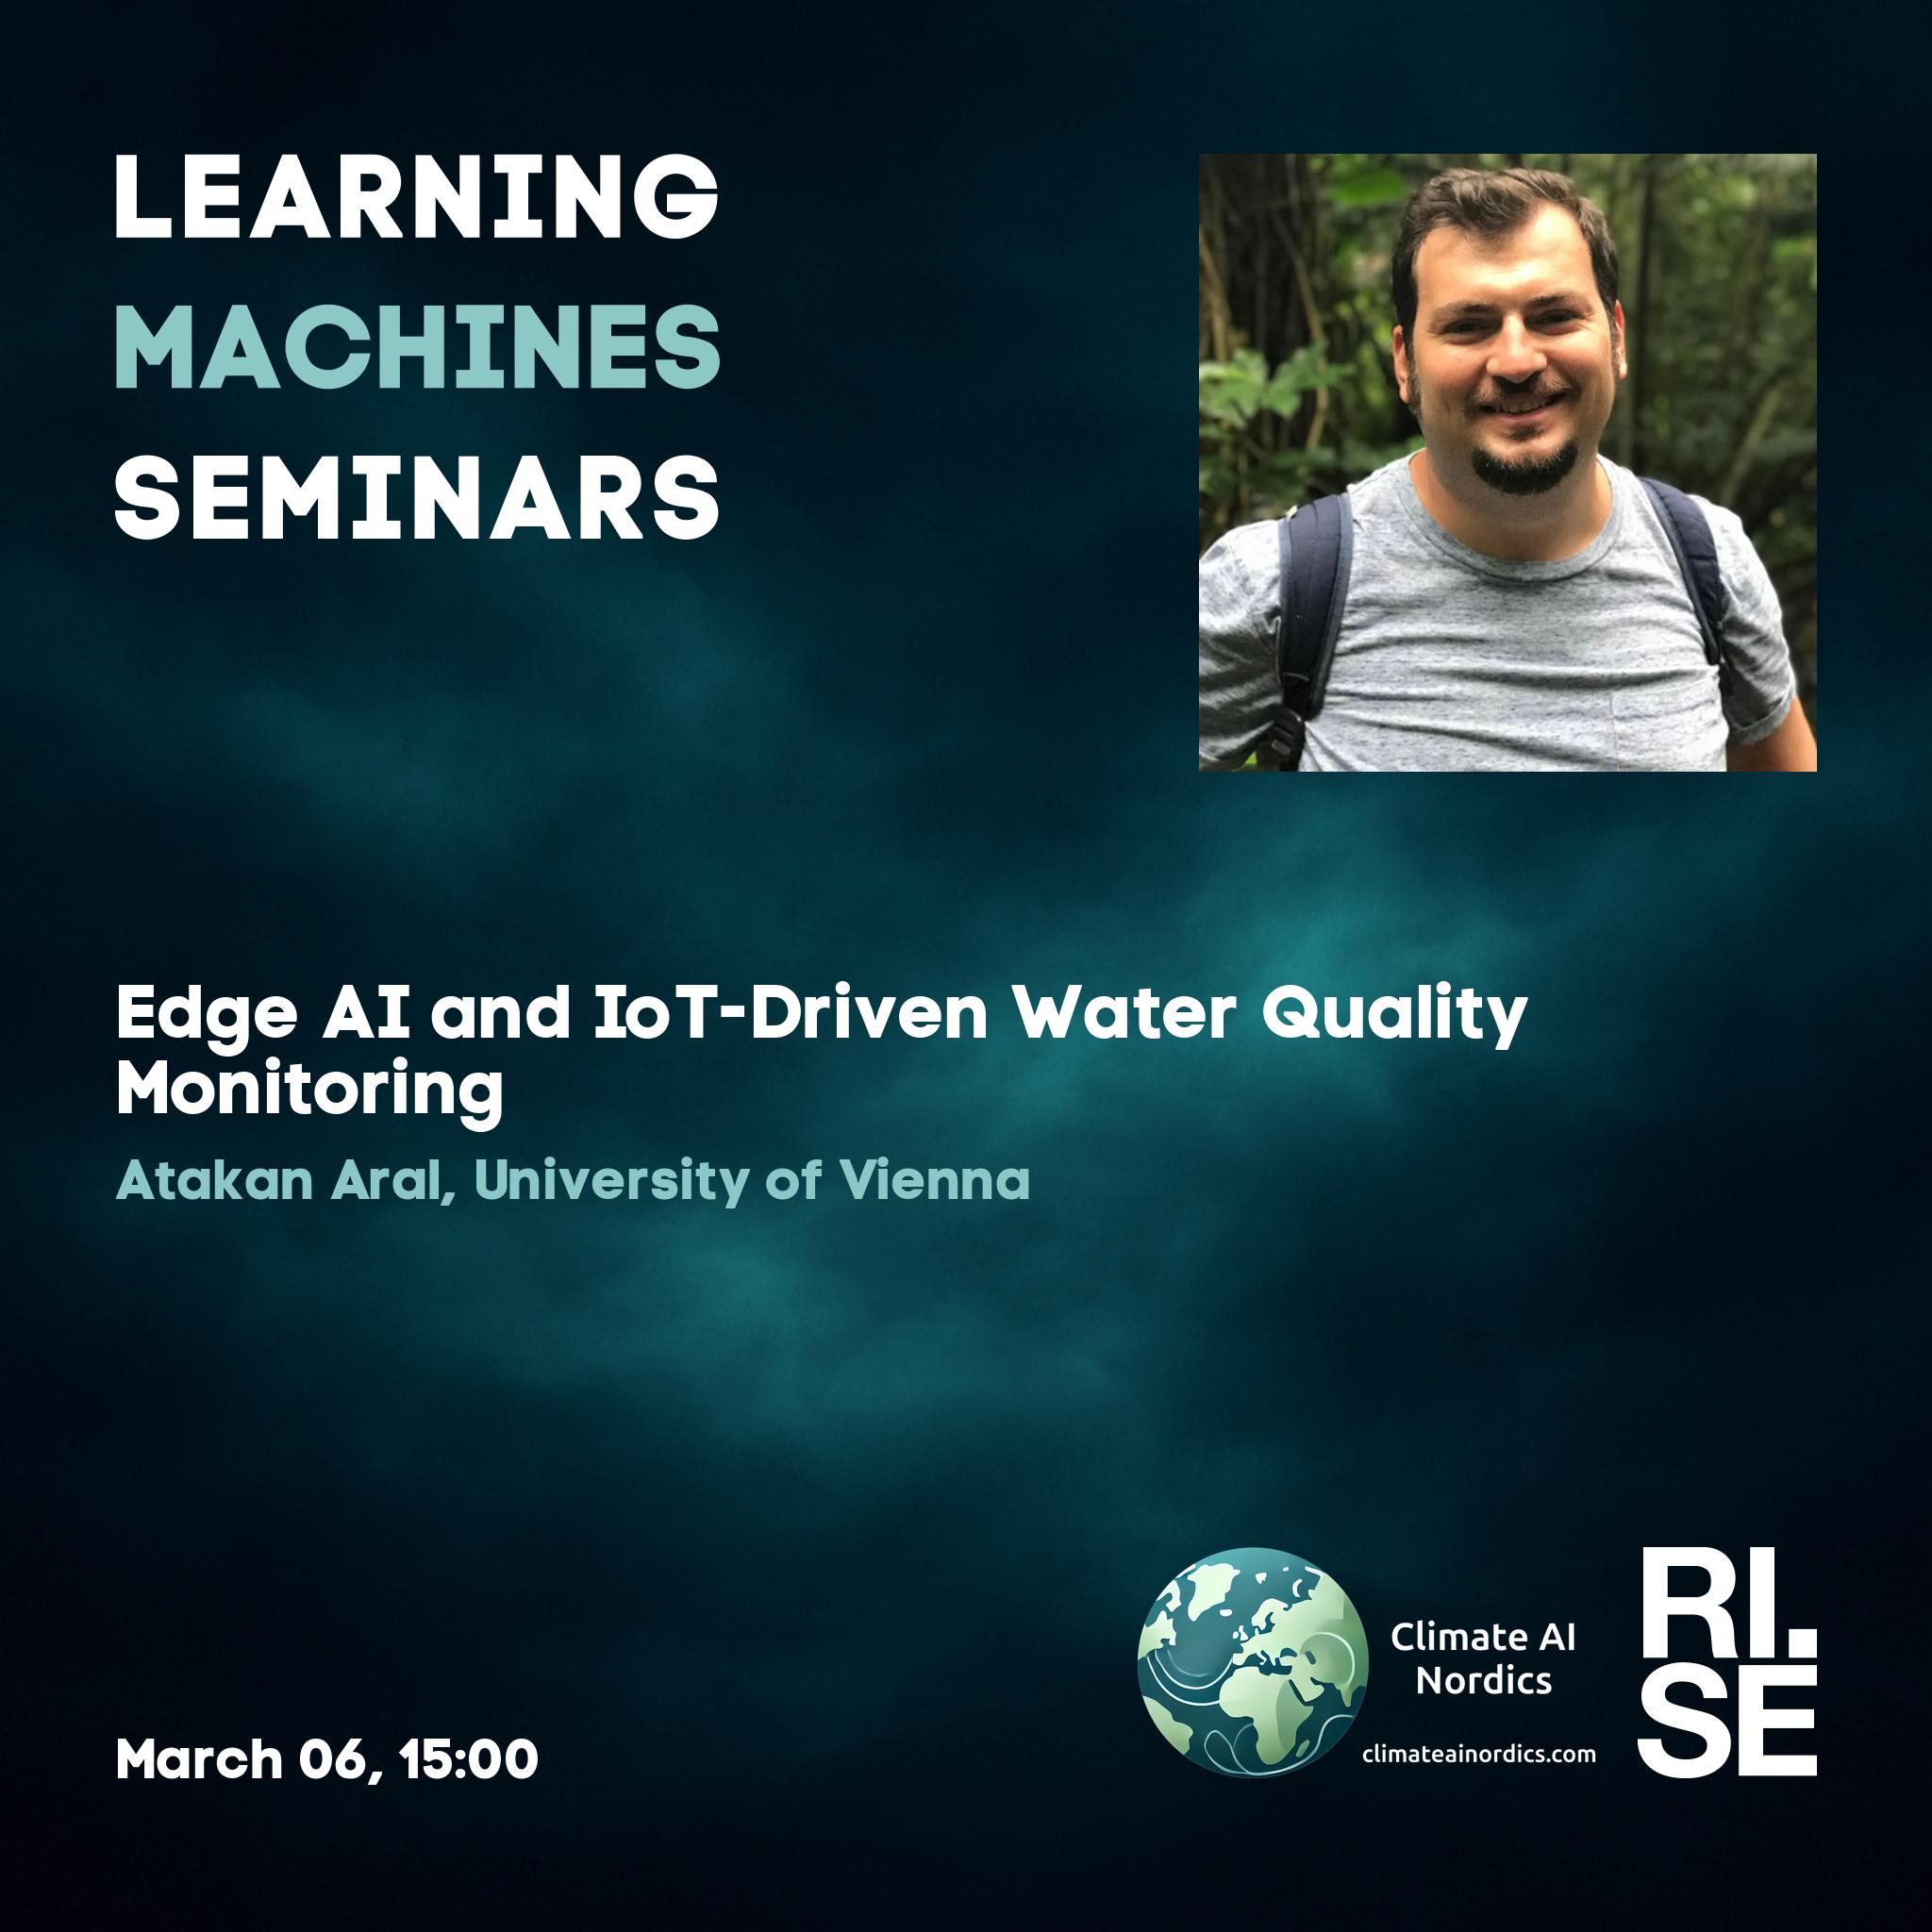 LEARNING
MACHINES
SEMINARS
Edge AI and IoT-Driven Water Quality
Monitoring
Atakan Aral, University of Vienna
March 06, 15:00
Climate AI
Nordics
climateainordics.com
RI.
SE